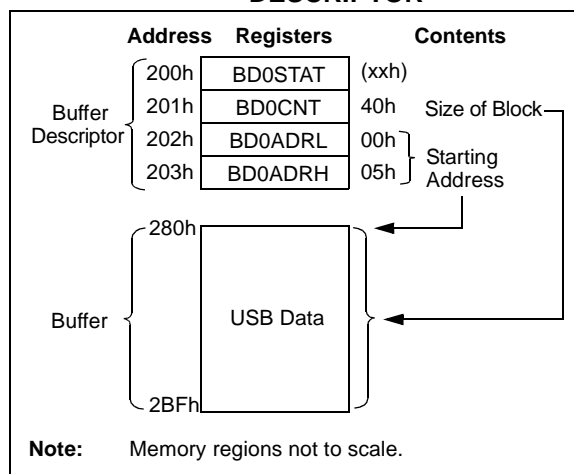 DESCRIPTOR
Address Registers Contents
200h BD0STAT (xxh)
201h BD0CNT 40h Size of Block
202h BD0ADRL 00h
203h BD0ADRH 05h
Buffer
Descriptor
Starting
Address
280h
Buffer USB Data
2BFh
Note: Memory regions not to scale.